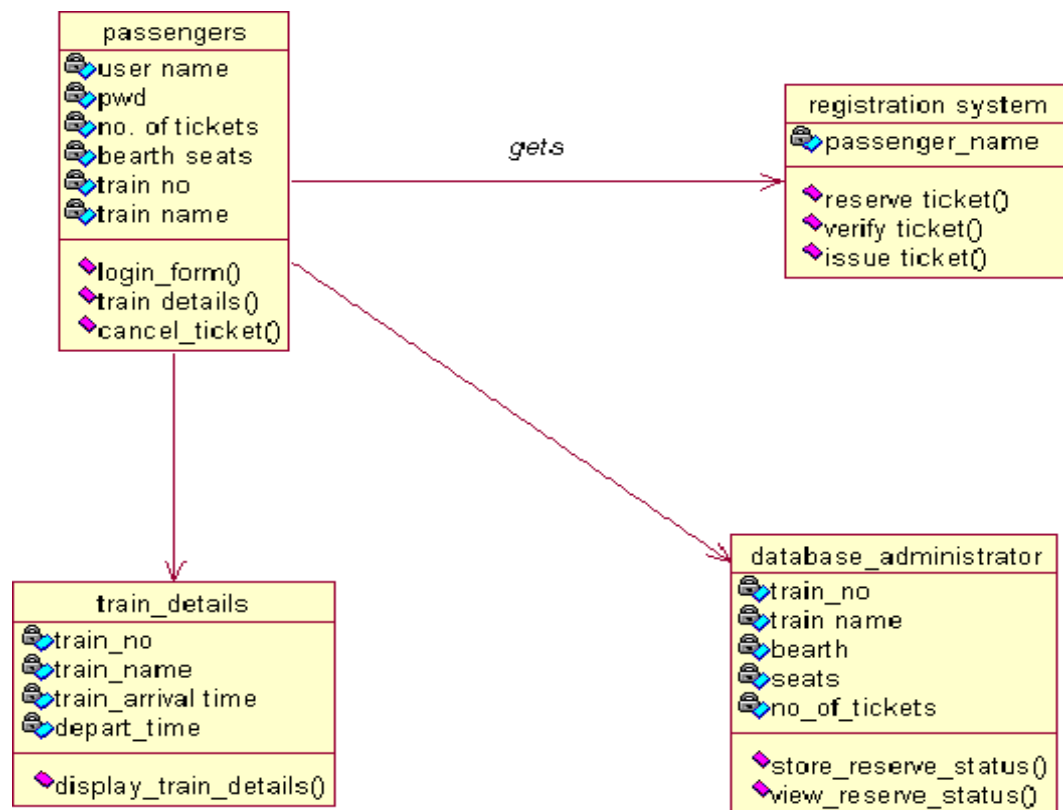 passengers
user name
pwd
no. of tickets
bearth seats
train no
train name
login_form()
train details()
cancel_ticket()
gets
registration system
passenger_name
reserve ticket()
verify ticket()
issue ticket()
train_details
train_no
train_name
train_arrival time
depart_time
display_train_details()
database_administrator
train_no
train name
bearth
seats
no_of_tickets
store_reserve_status()
view_reserve_status()